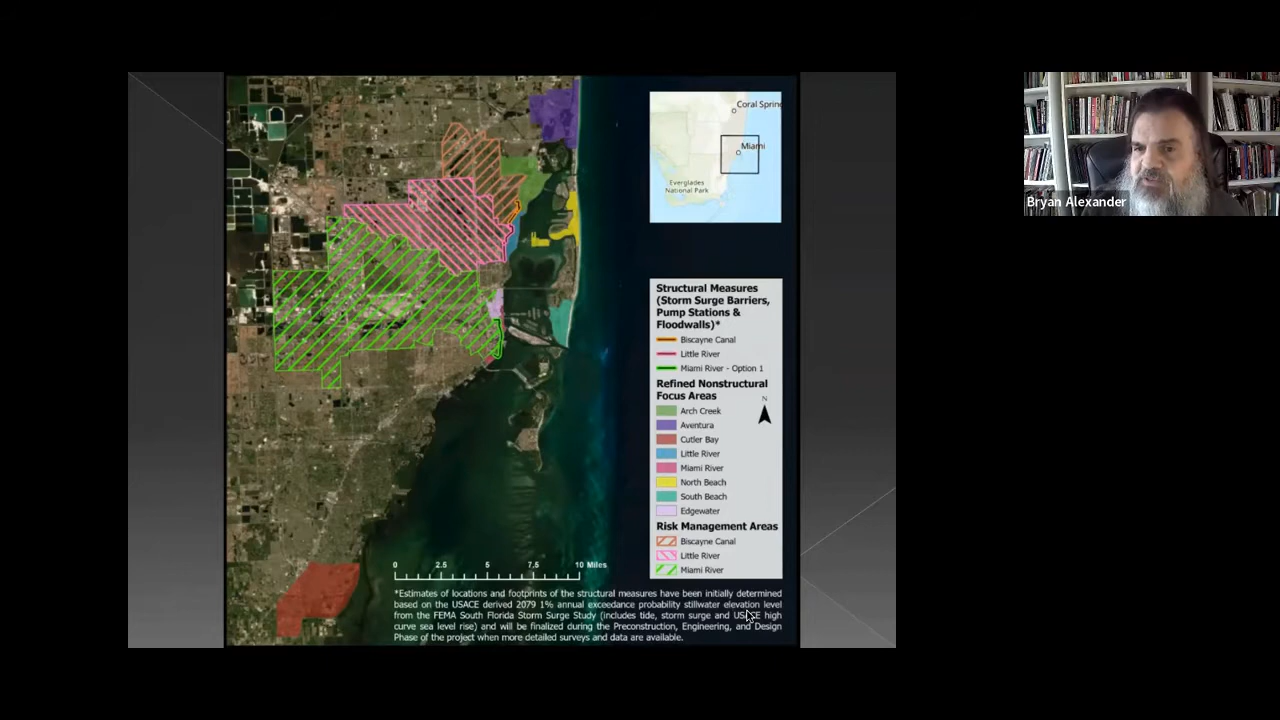 Coral Spring
Miami
Everglades
National Park
Bryan Alexander
Structural Measures
(Storm Surge Barriers,
Pump Stations &
Floodwalls)*
Biscayne Canal
Little River
Miami River - Option 1
Refined Nonstructural
Focus Areas
N
Arch Creek
Aventura
Cutler Bay
Little River
Miami River
North Beach
South Beach
Edgewater
Risk Management Areas
Biscayne Canal
Little River
Miami River
0 2.5 5 7.5 10 Miles
*Estimates of locations and footprints of the structural measures have been initially determined
based on the USACE derived 2079 1% annual exceedance probability stillwater elevation level
from the FEMA South Florida Storm Surge Study (includes tide, storm surge and USACE high
curve sea level rise) and will be finalized during the Preconstruction, Engineering, and Design
Phase of the project when more detailed surveys and data are available.